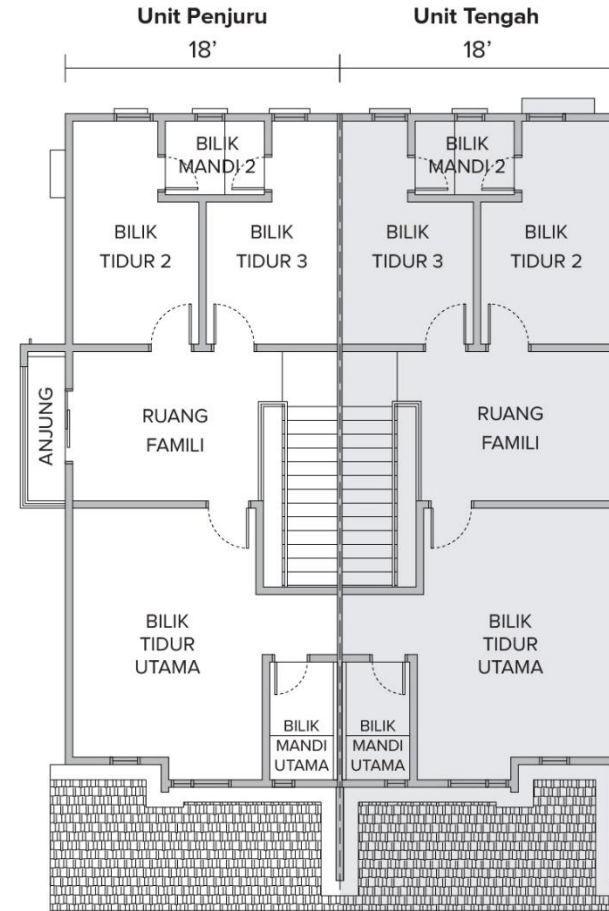 Unit Penjuru
Unit Tengah
18’
18’
BILIK
MANDI 2
BILIK
MANDI 2
BILIK
TIDUR 2
BILIK
TIDUR 3
BILIK
TIDUR 3
BILIK
TIDUR 2
ANJUNG
RUANG
FAMILI
RUANG
FAMILI
BILIK
TIDUR
UTAMA
BILIK
TIDUR
UTAMA
BILIK
MANDI
UTAMA
BILIK
MANDI
UTAMA